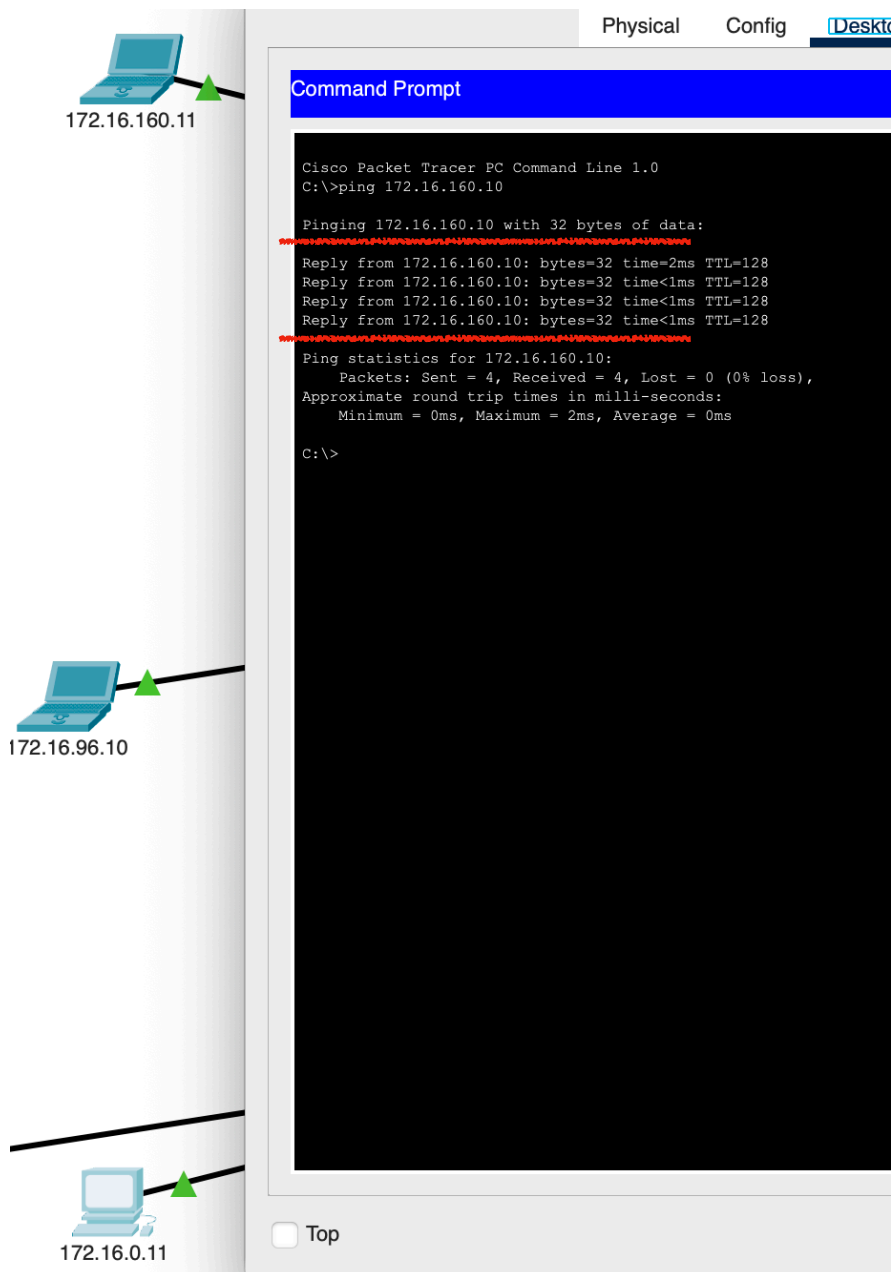 Physical Config Deskto
172.16.160.11
Command Prompt
Cisco Packet Tracer PC Command Line 1.0
C:\>ping 172.16.160.10
Pinging 172.16.160.10 with 32 bytes of data:
Reply from 172.16.160.10: bytes=32 time=2ms TTL=128
Reply from 172.16.160.10: bytes=32 time<1ms TTL=128
Reply from 172.16.160.10: bytes=32 time<1ms TTL=128
Reply from 172.16.160.10: bytes=32 time<1ms TTL=128
Ping statistics for 172.16.160.10:
Packets: Sent = 4, Received = 4, Lost = 0 (0% loss),
Approximate round trip times in milli-seconds:
Minimum = 0ms, Maximum = 2ms, Average = 0ms
C:\>
172.16.96.10
172.16.0.11
Top